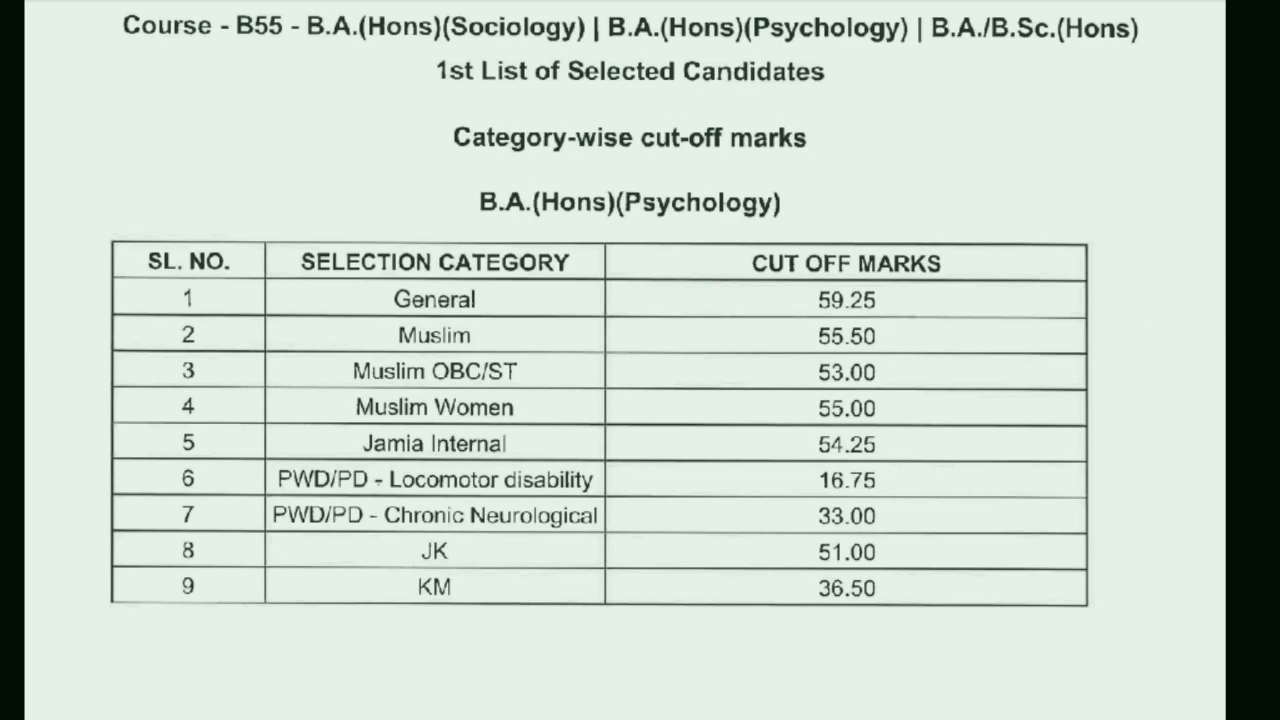 Course - B55 - B.A.(Hons)(Sociology) | B.A.(Hons)(Psychology) | B.A./B.Sc.(Hons)
1st List of Selected Candidates
Category-wise cut-off marks
B.A.(Hons)(Psychology)
SL. NO. SELECTION CATEGORY CUT OFF MARKS
1 General 59.25
2 Muslim 55.50
3 Muslim OBC/ST 53.00
4 Muslim Women 55.00
5 Jamia Internal 54.25
6 PWD/PD - Locomotor disability 16.75
7 PWD/PD - Chronic Neurological 33.00
8 JK 51.00
9 KM 36.50